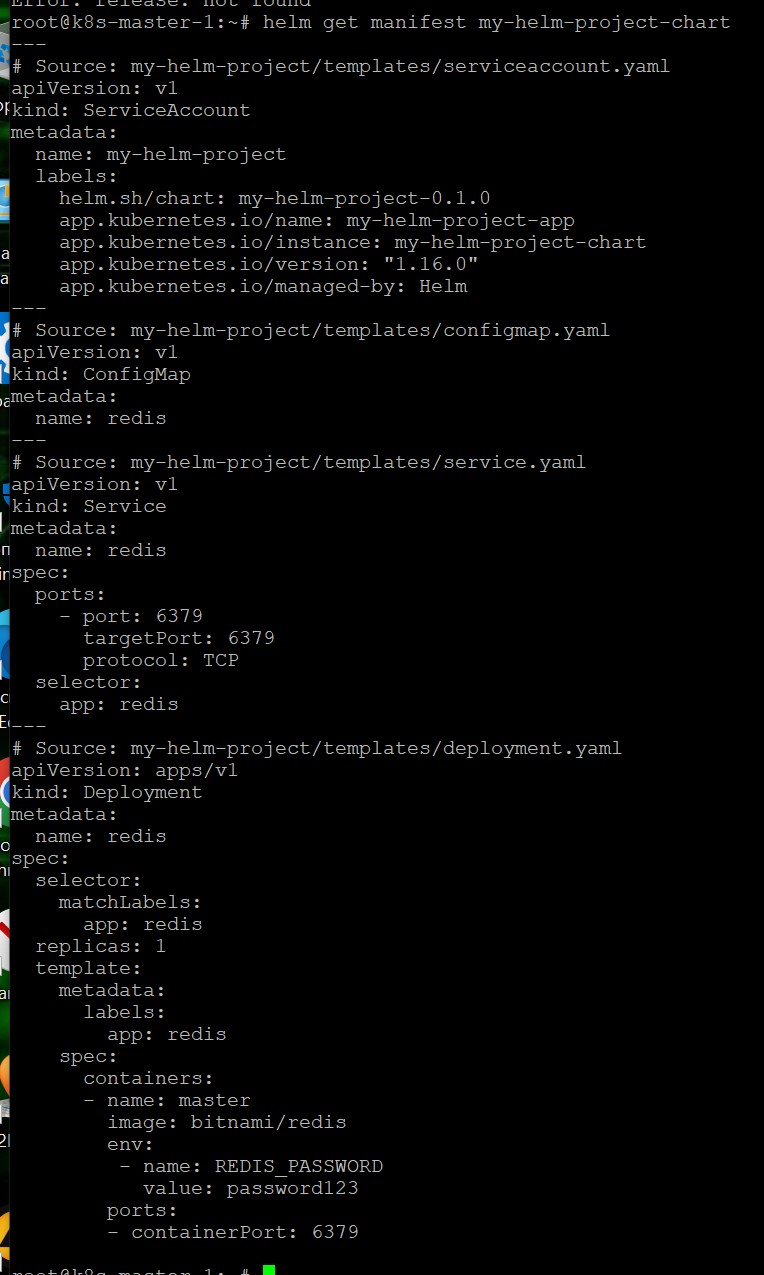 Error: release: not found
root@k8s-master-1:~# helm get manifest my-helm-project-chart
---
# Source: my-helm-project/templates/serviceaccount.yaml
apiVersion: v1
kind: ServiceAccount
metadata:
  name: my-helm-project
  labels:
    helm.sh/chart: my-helm-project-0.1.0
    app.kubernetes.io/name: my-helm-project-app
    app.kubernetes.io/instance: my-helm-project-chart
    app.kubernetes.io/version: "1.16.0"
    app.kubernetes.io/managed-by: Helm
---
# Source: my-helm-project/templates/configmap.yaml
apiVersion: v1
kind: ConfigMap
metadata:
  name: redis
---
# Source: my-helm-project/templates/service.yaml
apiVersion: v1
kind: Service
metadata:
  name: redis
spec:
  ports:
    - port: 6379
      targetPort: 6379
      protocol: TCP
  selector:
    app: redis
---
# Source: my-helm-project/templates/deployment.yaml
apiVersion: apps/v1
kind: Deployment
metadata:
  name: redis
spec:
  selector:
    matchLabels:
      app: redis
  replicas: 1
  template:
    metadata:
      labels:
        app: redis
    spec:
      containers:
      - name: master
        image: bitnami/redis
        env:
         - name: REDIS_PASSWORD
           value: password123
        ports:
        - containerPort: 6379
root@k8s-master-1:~#